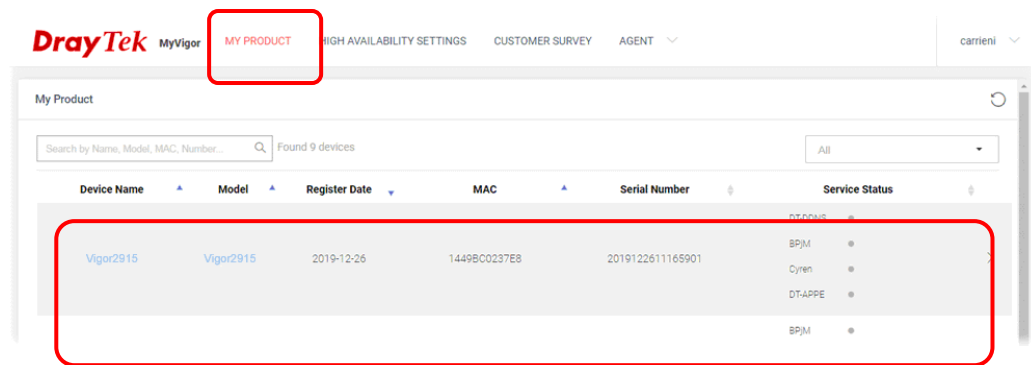 DrayTek MyVigor MY PRODUCT HIGH AVAILABILITY SETTINGS CUSTOMER SURVEY AGENT carrieni
My Product
Search by Name, Model, MAC, Number... Found 9 devices All
Device Name Model Register Date MAC Serial Number Service Status
DT-DDNS
Vigor2915 Vigor2915 2019-12-26 1449BC0237E8 2019122611165901
BPjM
Cyren
DT-APPE
BPjM